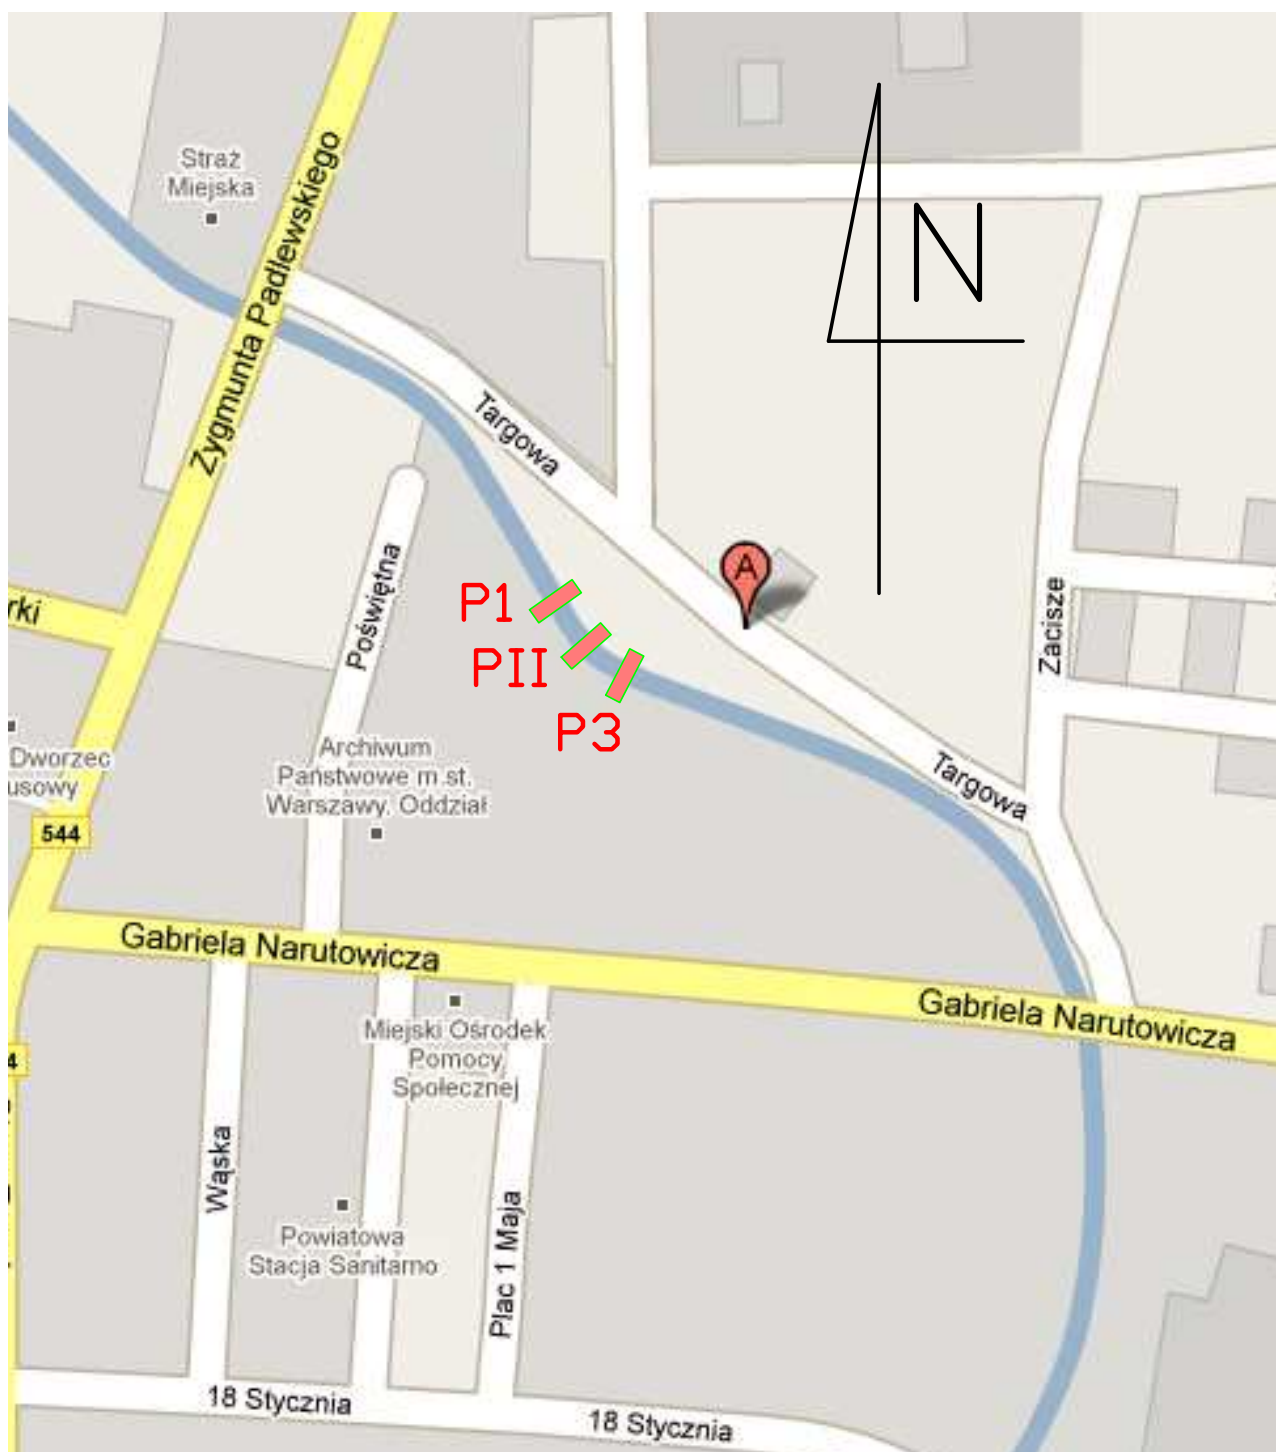 Straż
Miejska
Zygmunta Padlewskiego
N
Targowa
A
Zacisze
Poświętna
rki
P1
PII
P3
Dworzec
usowy
Archiwum
Państwowe m.st.
Warszawy. Oddział
Targowa
544
Gabriela Narutowicza
Gabriela Narutowicza
4
Miejski Ośrodek
Pomocy
Społecznej
Wąska
Plac 1 Maja
Powiatowa
Stacja Sanitarno
18 Stycznia
18 Stycznia